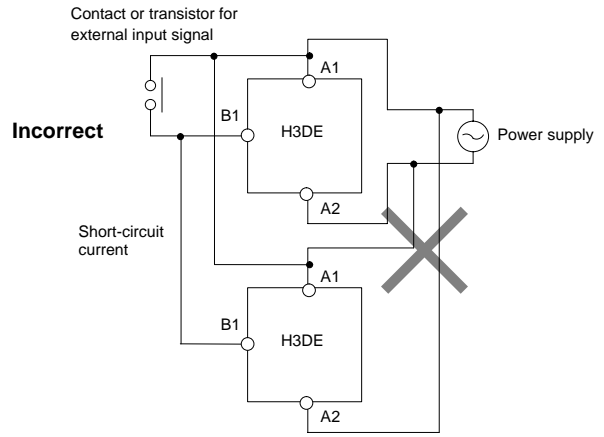 Contact or transistor for
external input signal
A1
B1
H3DE
Incorrect
Power supply
A2
Short-circuit
current
A1
B1
H3DE
A2